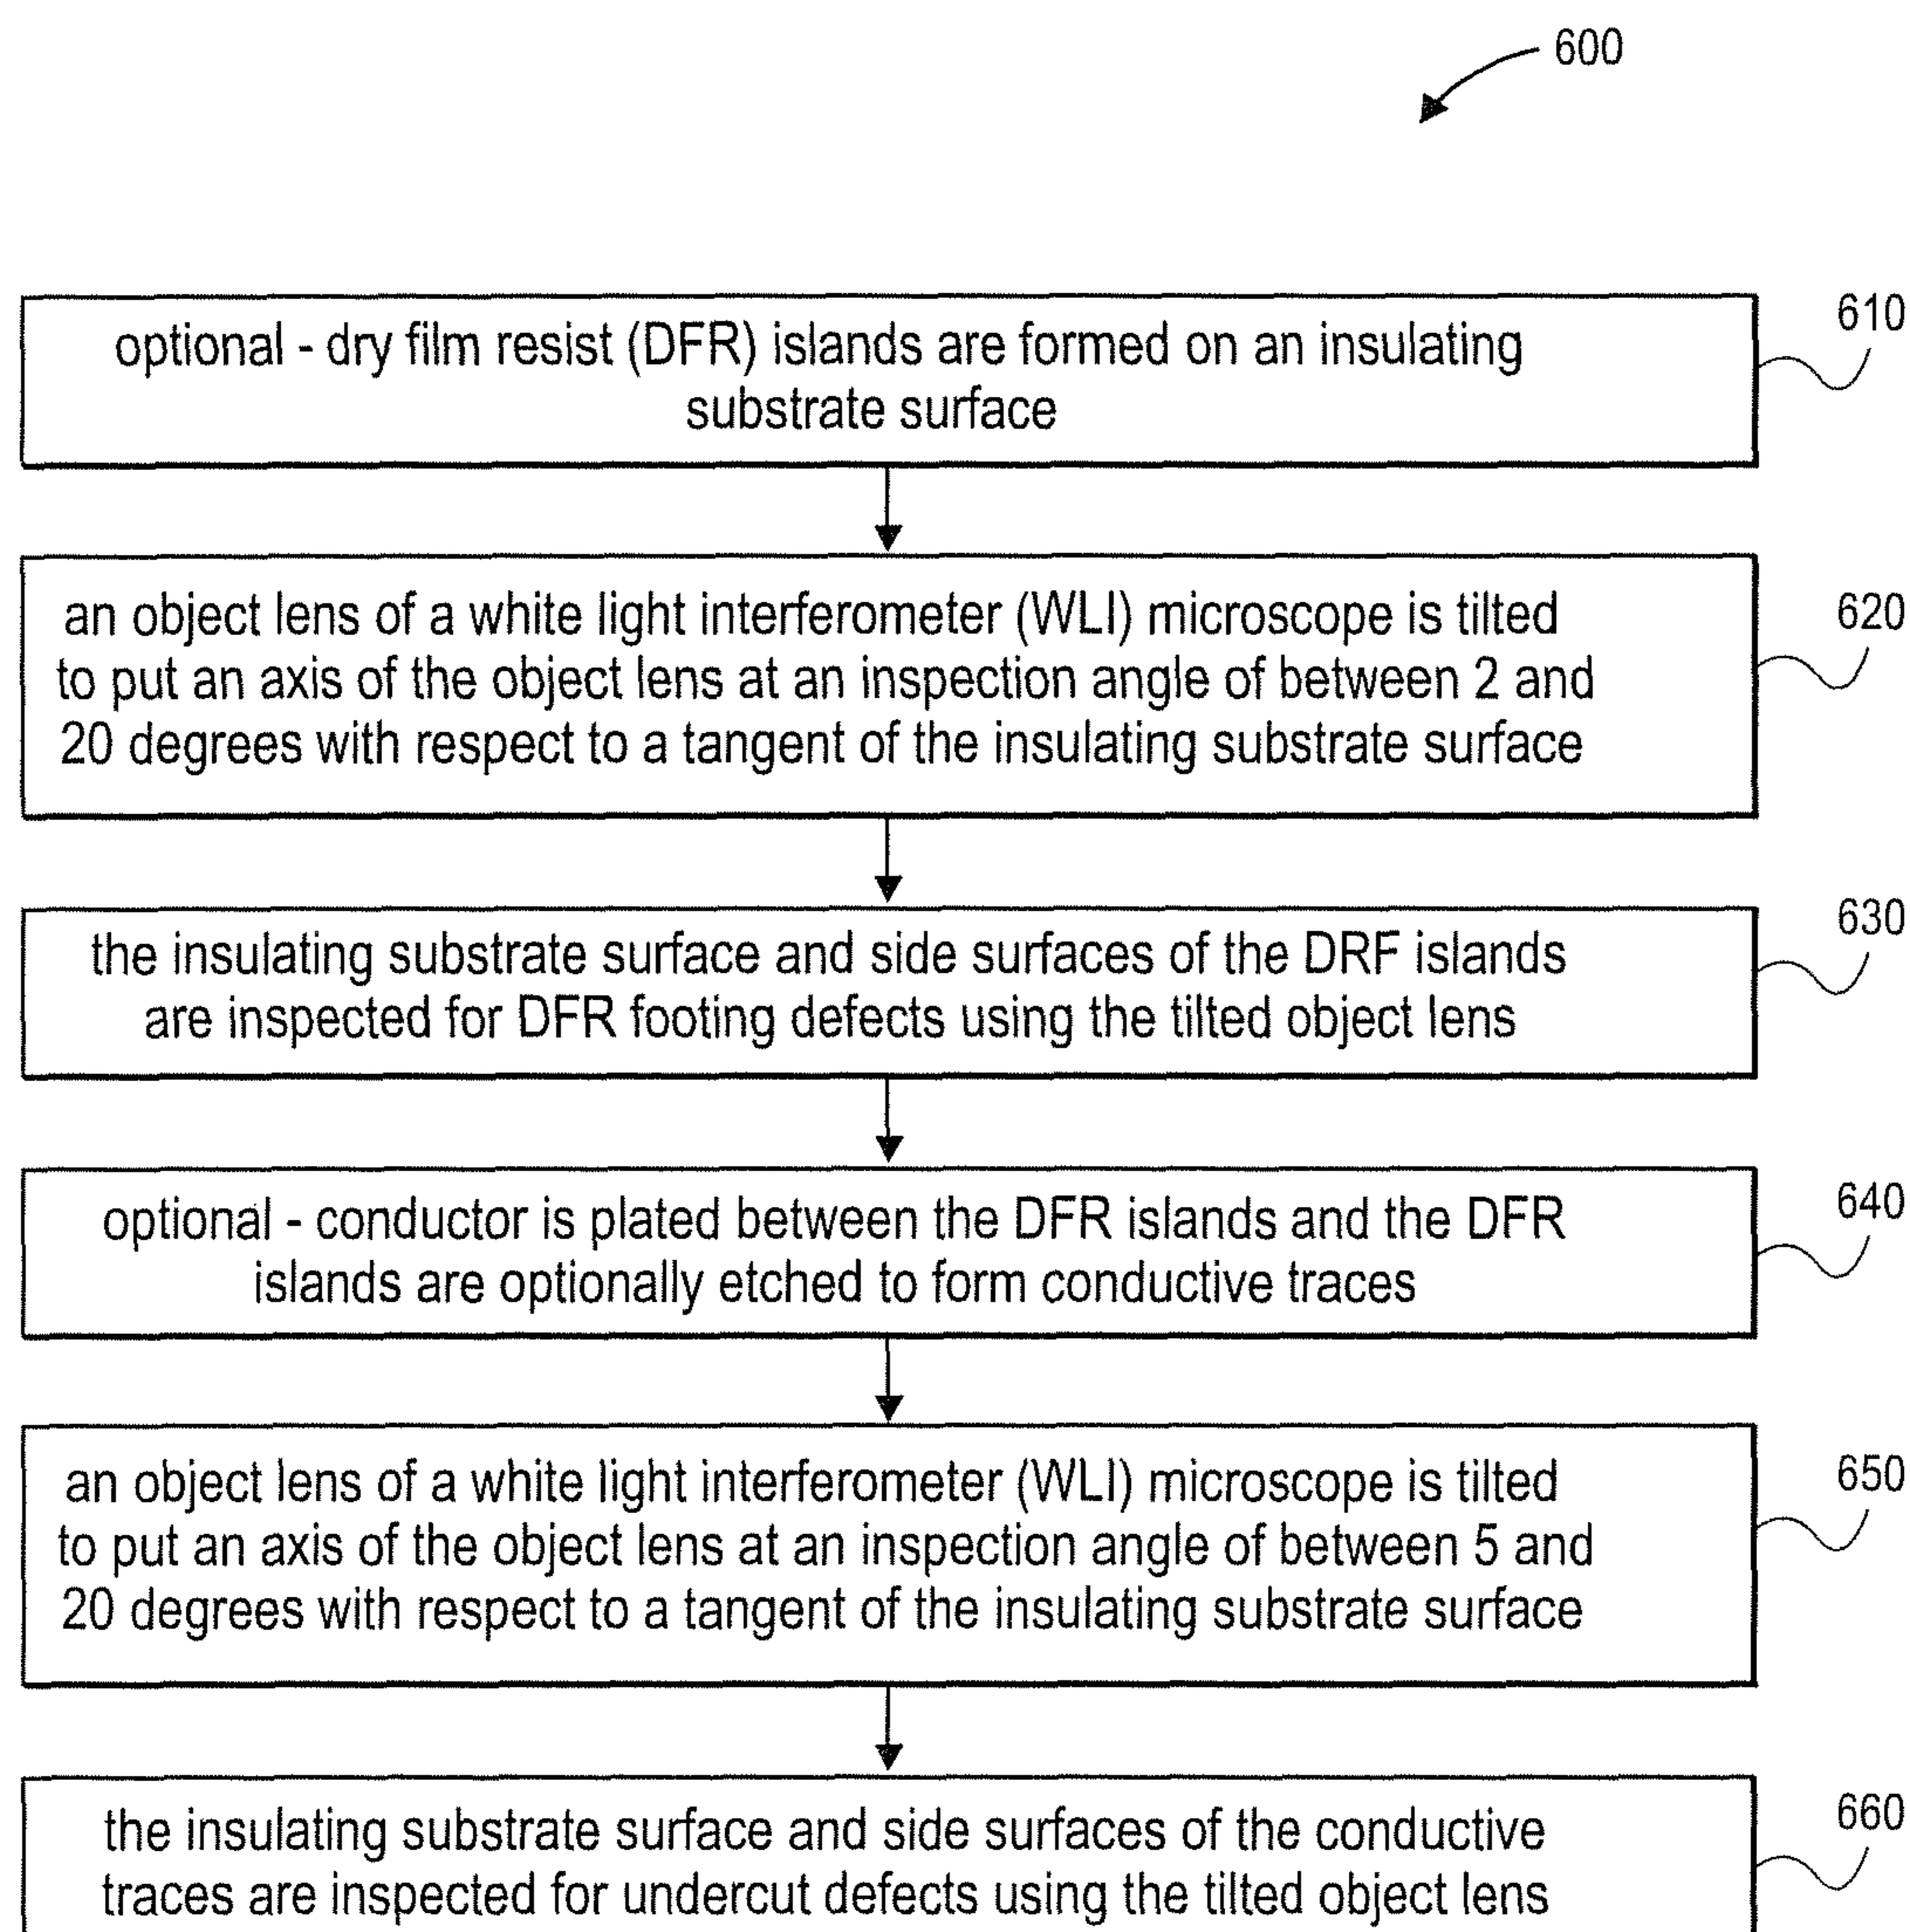 600
optional - dry film resist (DFR) islands are formed on an insulating
substrate surface
610
an object lens of a white light interferometer (WLI) microscope is tilted
to put an axis of the object lens at an inspection angle of between 2 and
20 degrees with respect to a tangent of the insulating substrate surface
620
the insulating substrate surface and side surfaces of the DRF islands
are inspected for DFR footing defects using the tilted object lens
630
optional - conductor is plated between the DFR islands and the DFR
islands are optionally etched to form conductive traces
640
an object lens of a white light interferometer (WLI) microscope is tilted
to put an axis of the object lens at an inspection angle of between 5 and
20 degrees with respect to a tangent of the insulating substrate surface
650
the insulating substrate surface and side surfaces of the conductive
traces are inspected for undercut defects using the tilted object lens
660